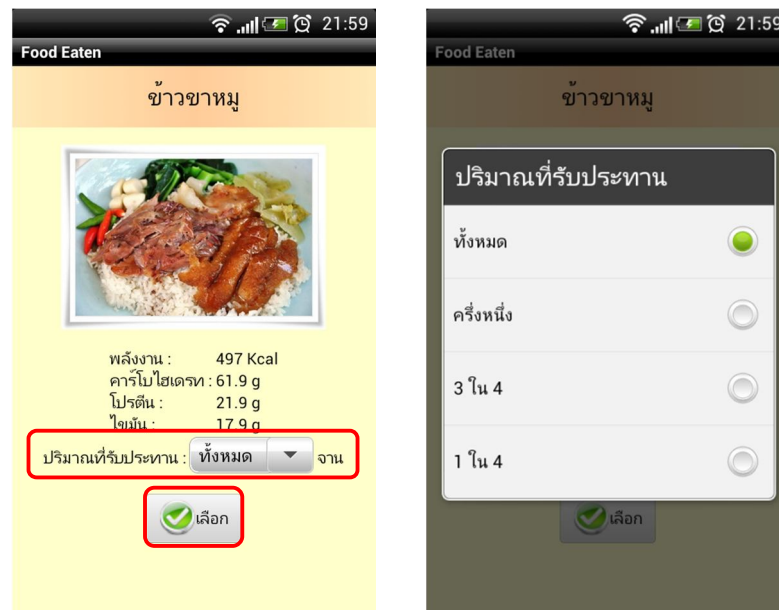 21:59
Food Eaten
ข้าวขาหมู
พลังงาน : 497 Kcal
คาร์โบไฮเดรท : 61.9 g
โปรตีน : 21.9 g
ไขมัน : 17.9 g
ปริมาณที่รับประทาน : ทั้งหมด จาน
เลือก
21:59
Food Eaten
ข้าวขาหมู
ปริมาณที่รับประทาน
ทั้งหมด
ครึ่งหนึ่ง
3 ใน 4
1 ใน 4
เลือก